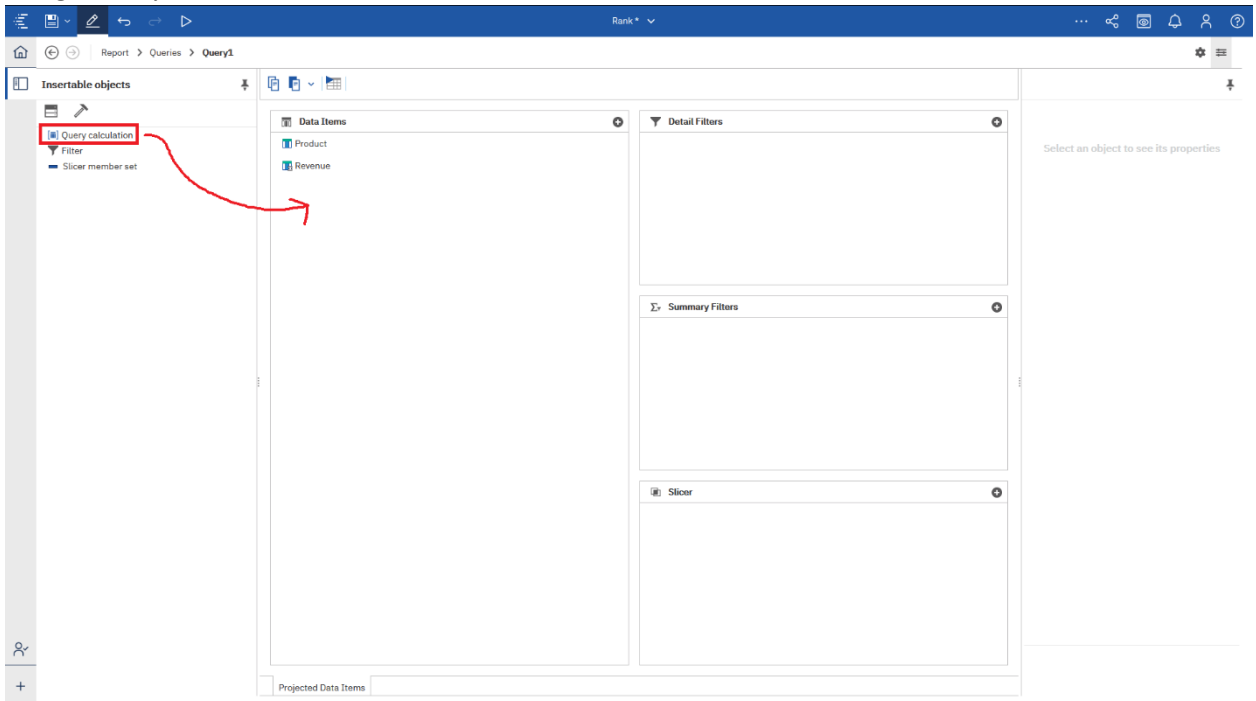 Rank*
Report > Queries > Query1
Insertable objects
Query calculation
Filter
Slicer member set
Data Items
Product
Revenue
Detail Filters
Summary Filters
Slicer
Select an object to see its properties
Projected Data Items